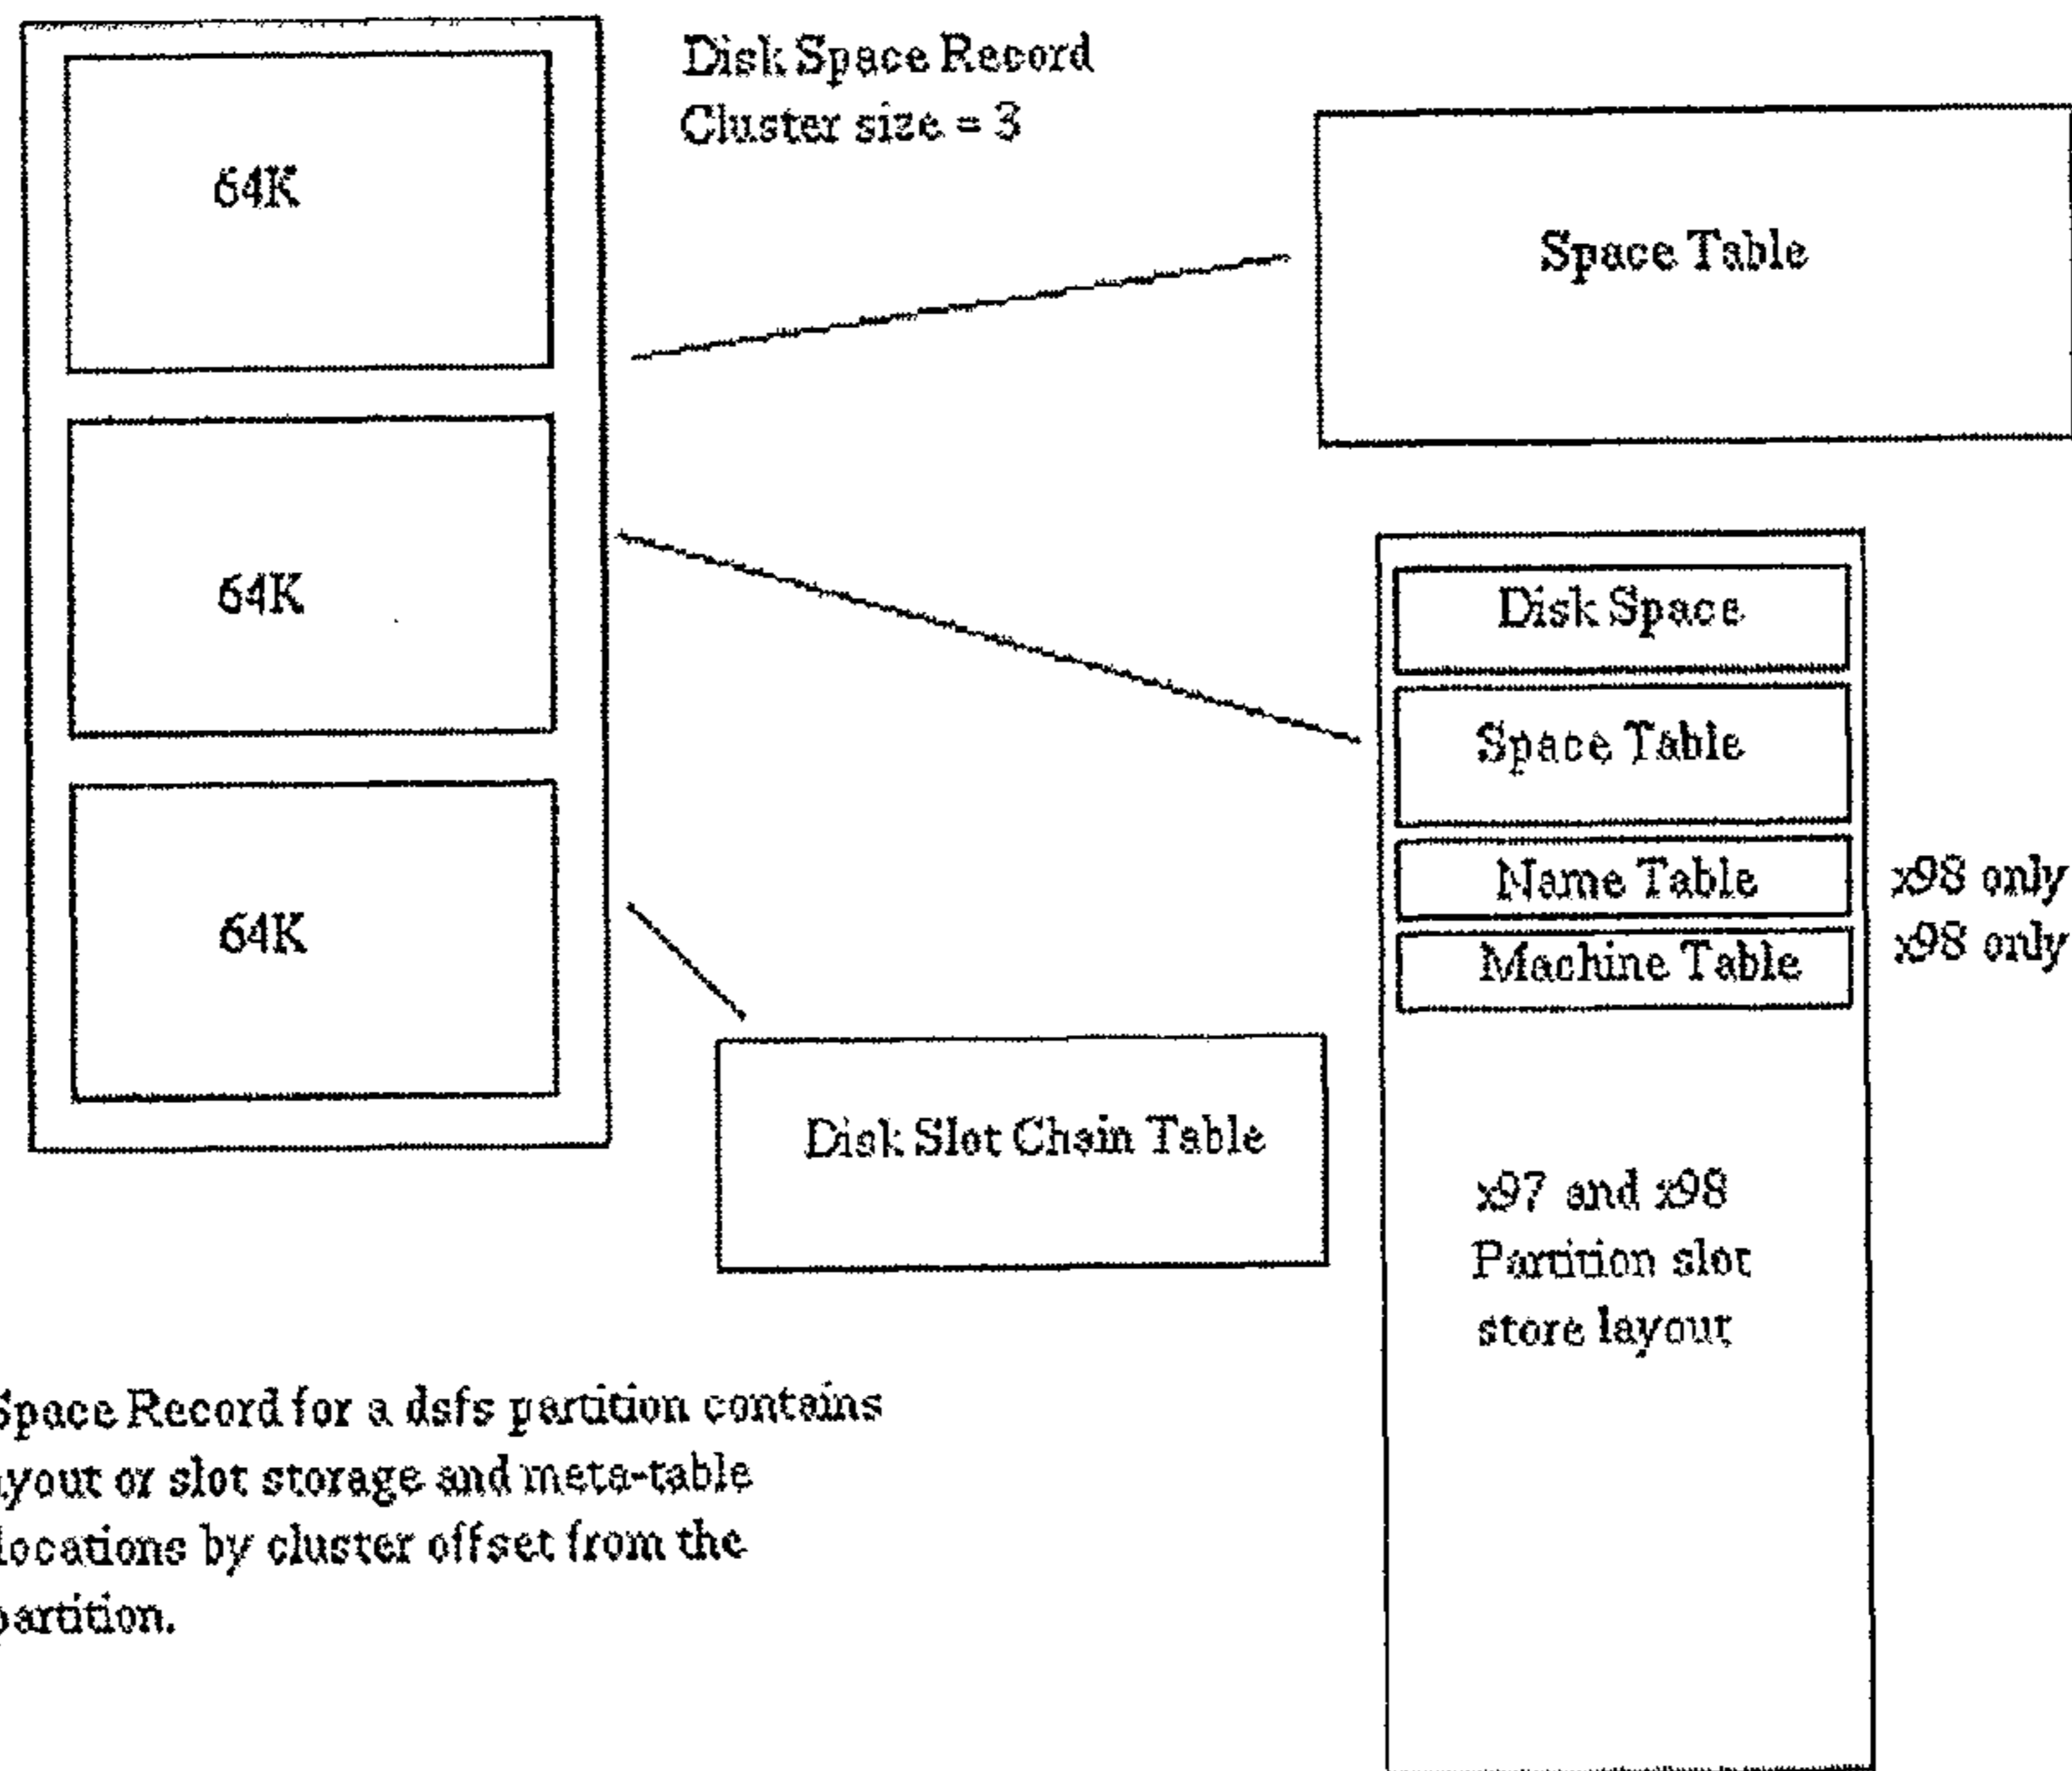 Disk Space Record
Cluster size = 3
64K
64K
64K
Space Table
Disk Space
Space Table
Name Table
x98 only
Machine Table
x98 only
Disk Slot Chain Table
x97 and x98
Partition slot
store layout
Space Record for a dsfs partition contains
ayout or slot storage and meta-table
locations by cluster offset from the
partition.